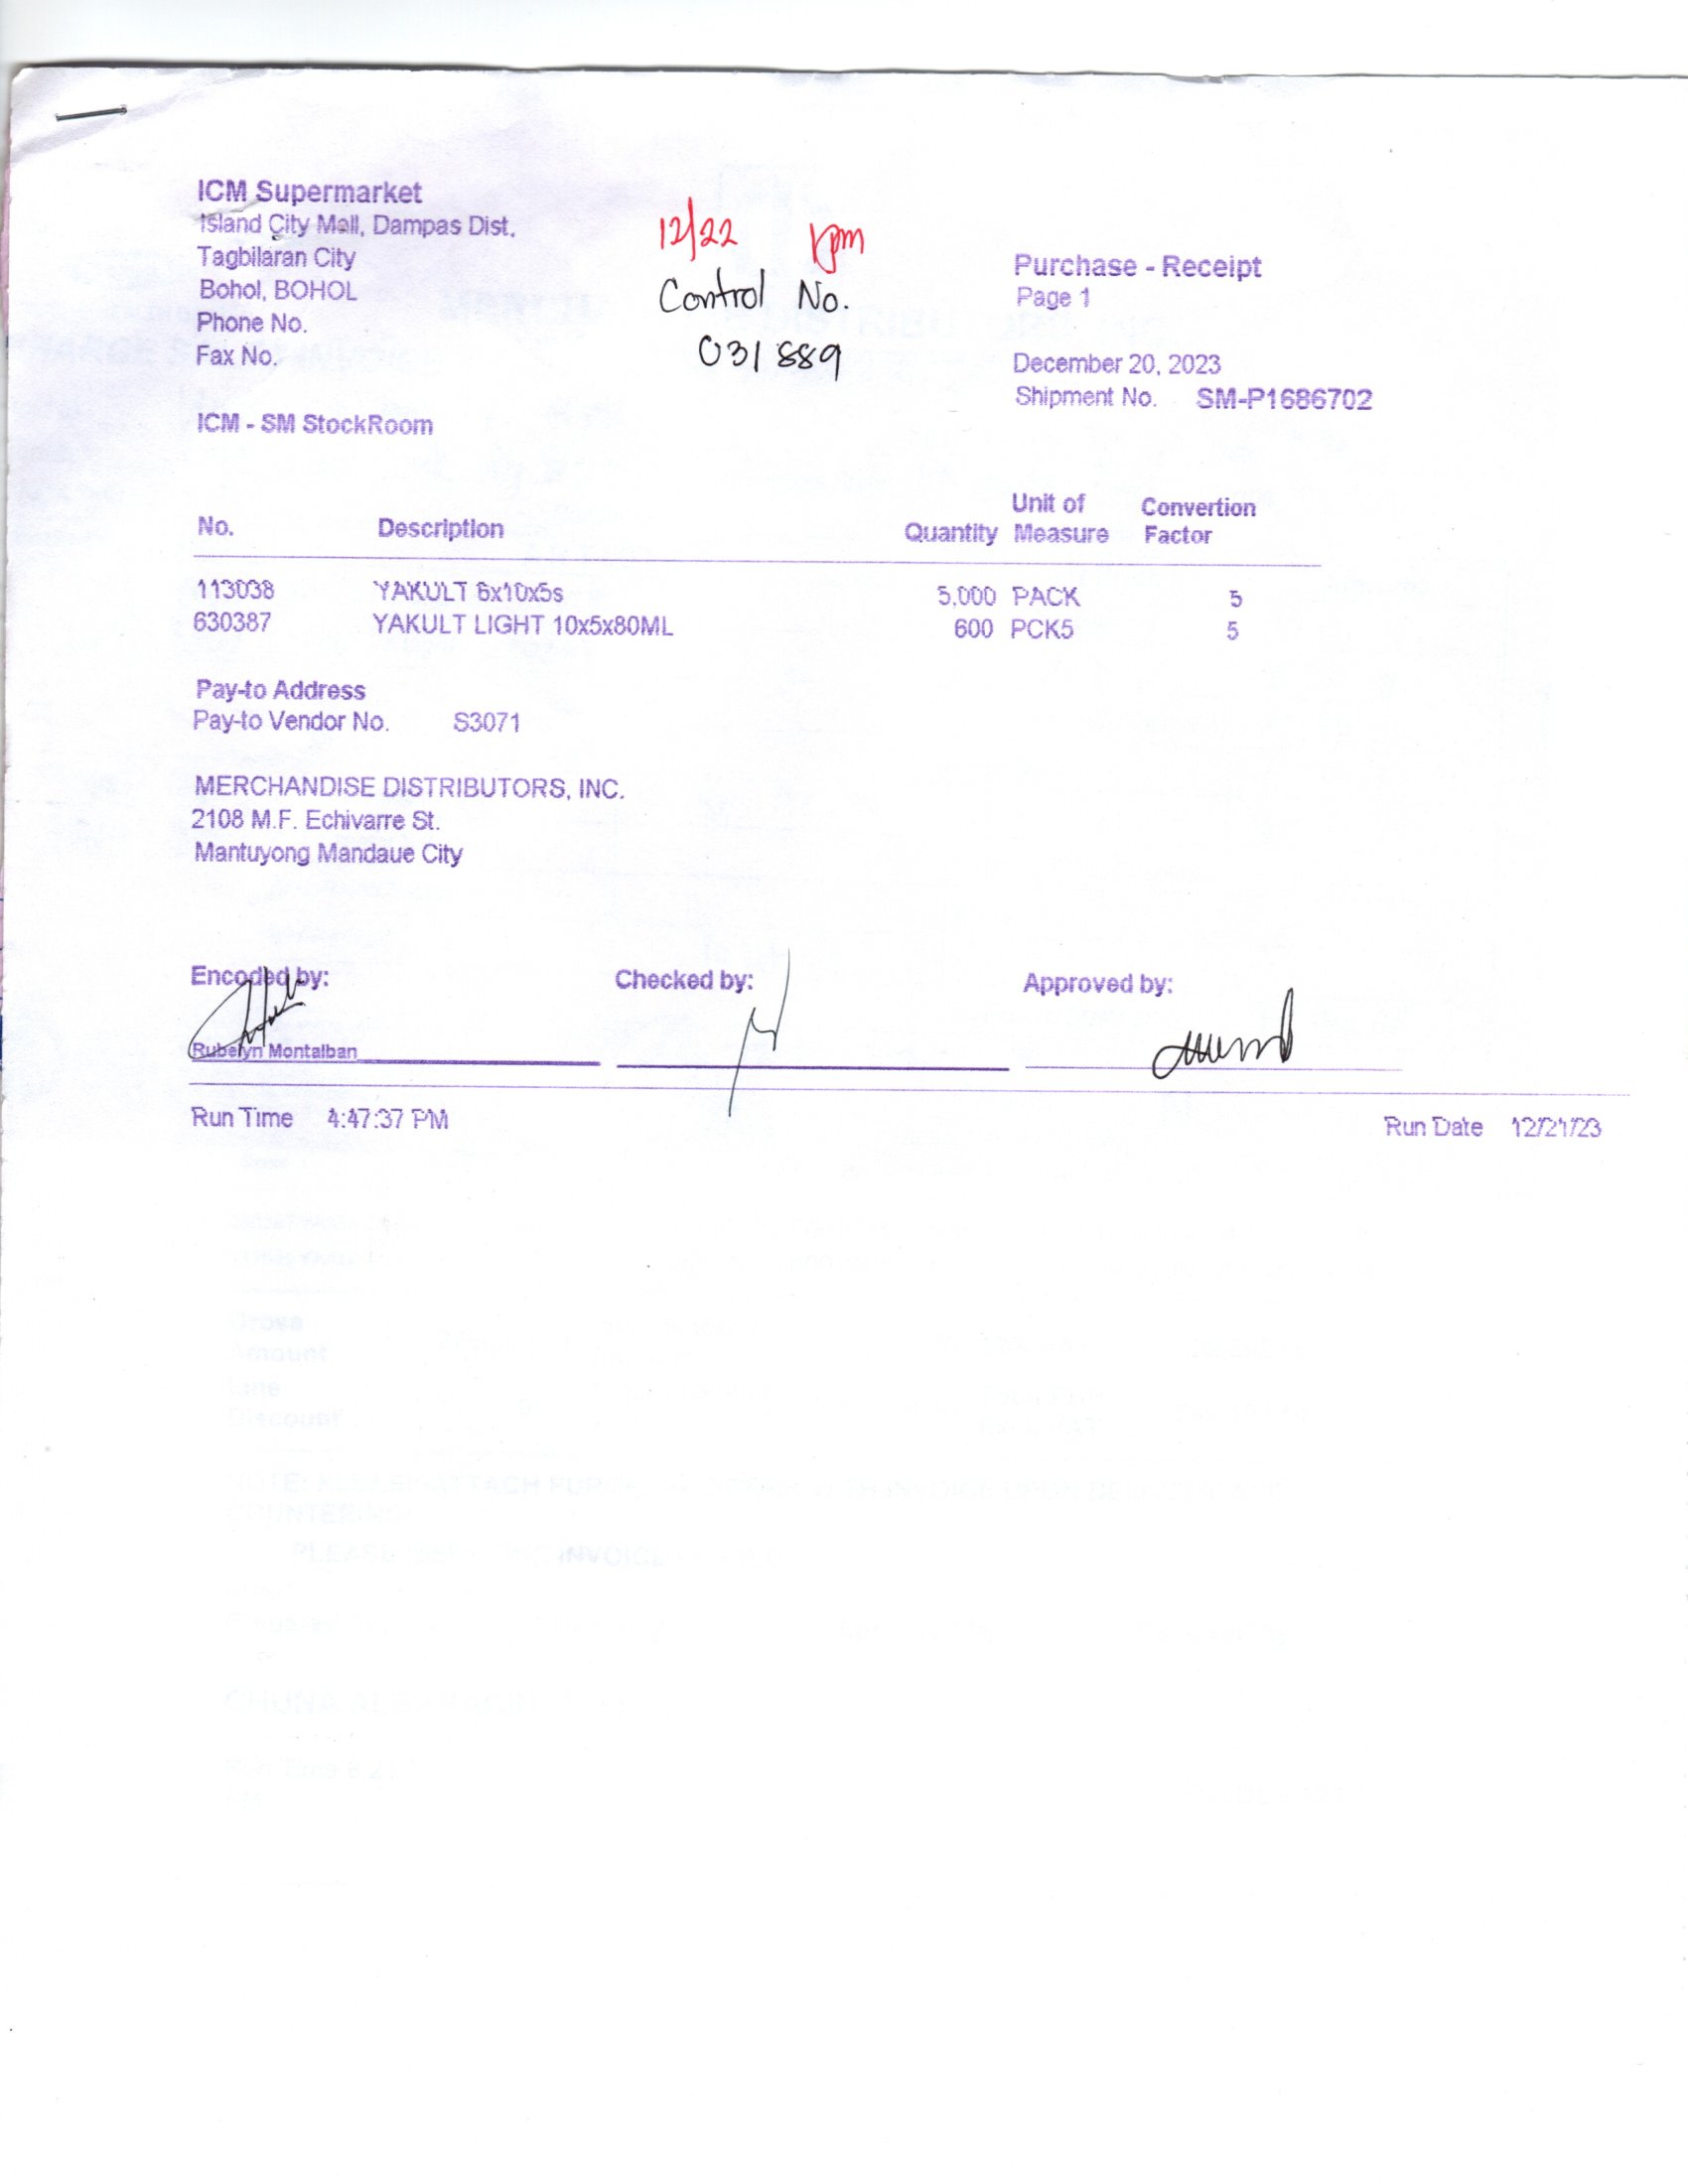 ICM Supermarket
Island City Mall, Dampas Dist.
Tagbilaran City
Bohol, BOHOL
Phone No.
Fax No.
12/22 1pm
Control No.
031889
Purchase - Receipt
Page 1
December 20, 2023
Shipment No. SM-P1686702
ICM - SM StockRoom
No. Description Quantity Unit of Measure Convertion Factor
113038 YAKULT 6x10x5s 5,000 PACK 5
630387 YAKULT LIGHT 10x5x80ML 600 PCK5 5
Pay-to Address
Pay-to Vendor No. S3071
MERCHANDISE DISTRIBUTORS, INC.
2108 M.F. Echivarre St.
Mantuyong Mandaue City
Encoded by: Checked by: Approved by:
Rubelyn Montalban
Run Time 4:47:37 PM Run Date 12/21/23